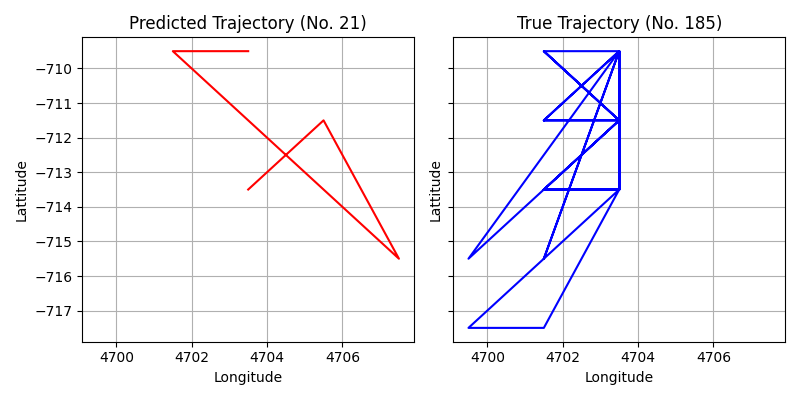 Predicted Trajectory (No. 21)
True Trajectory (No. 185)
Lattitude
−710
−711
−712
−713
−714
−715
−716
−717
4700
4702
4704
4706
Longitude
Lattitude
4700
4702
4704
4706
Longitude